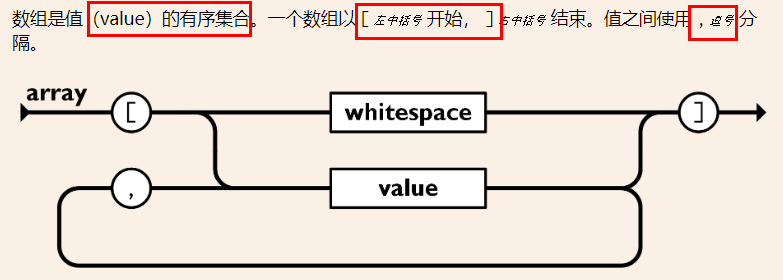 数组是值（value）的有序集合。一个数组以 [ 左中括号 开始， ] 右中括号 结束。值之间使用 , 逗号 分
隔。
array
[ whitespace ]
, value